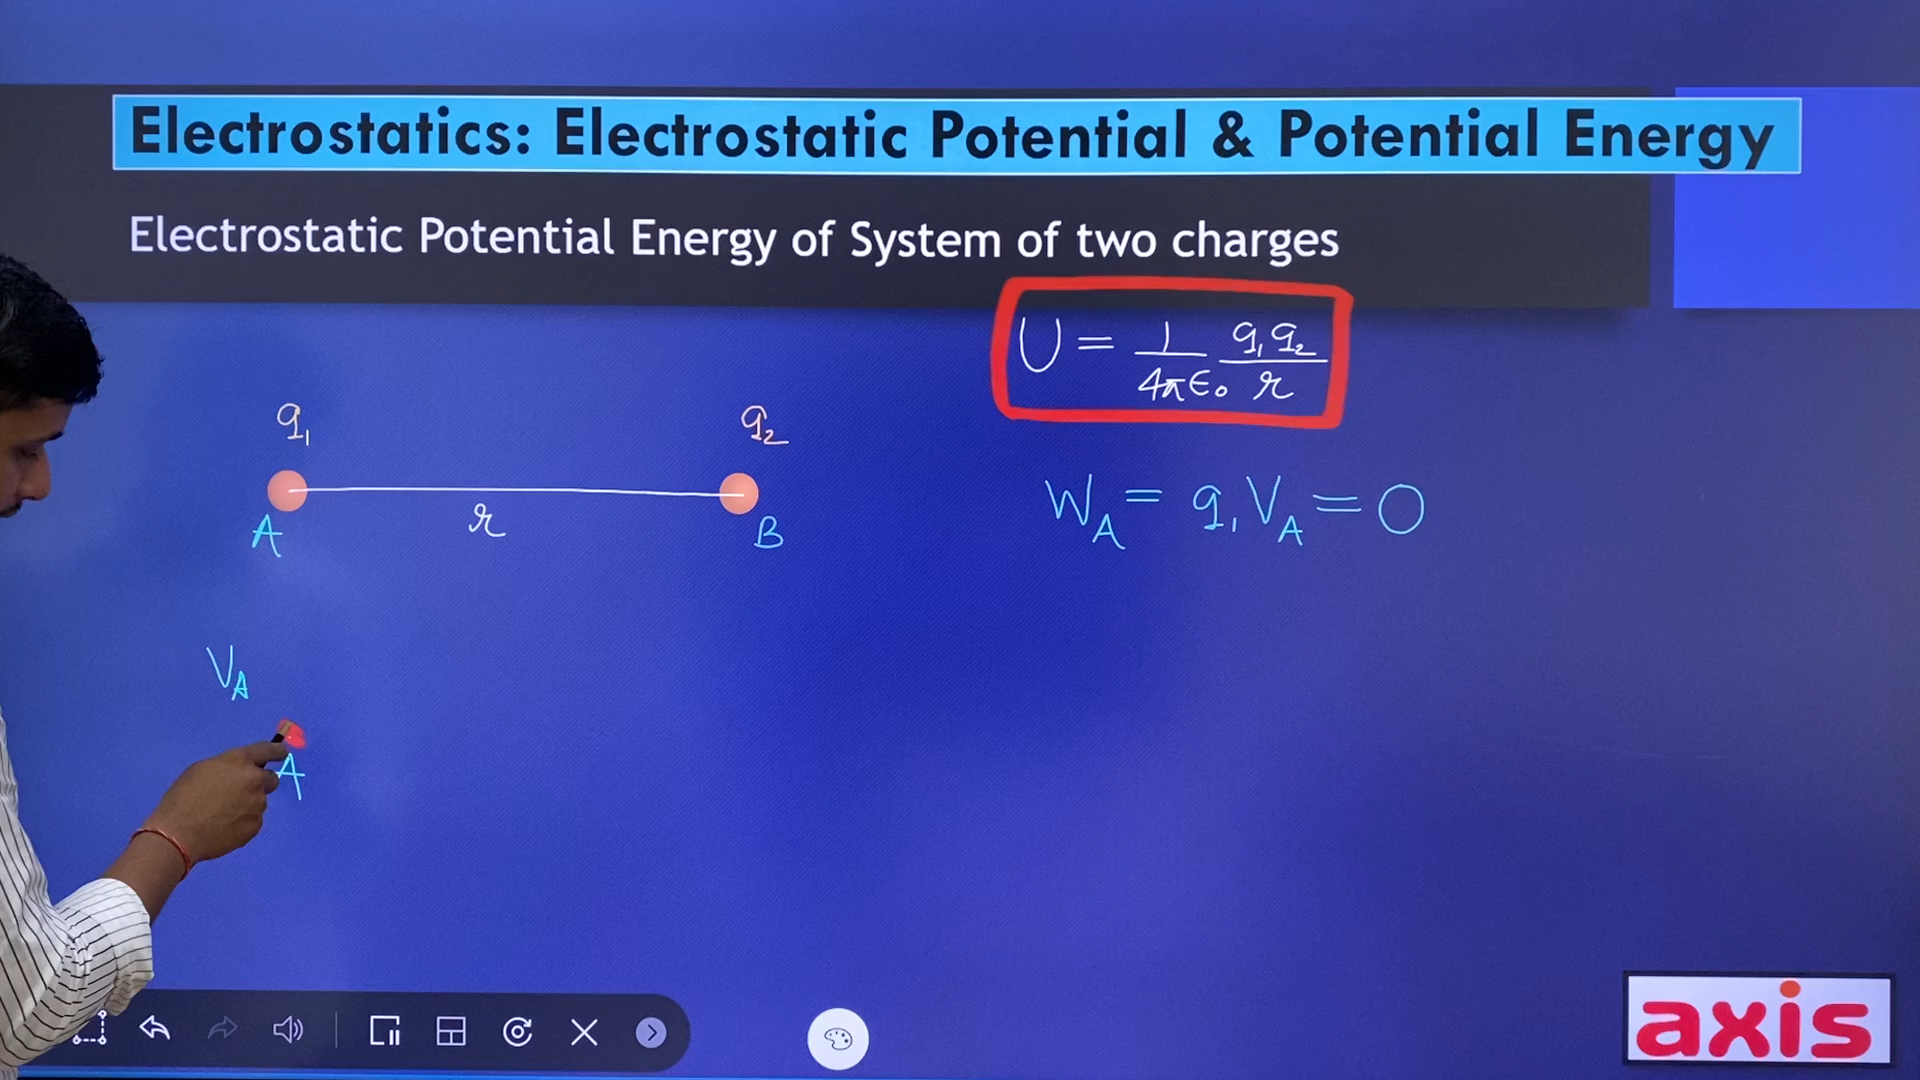 Electrostatics: Electrostatic Potential & Potential Energy
Electrostatic Potential Energy of System of two charges
U = 1/4πϵ₀ q₁q₂/r
q₁ q₂
r
A B
W_A = q₁V_A = 0
V_A
A
axis